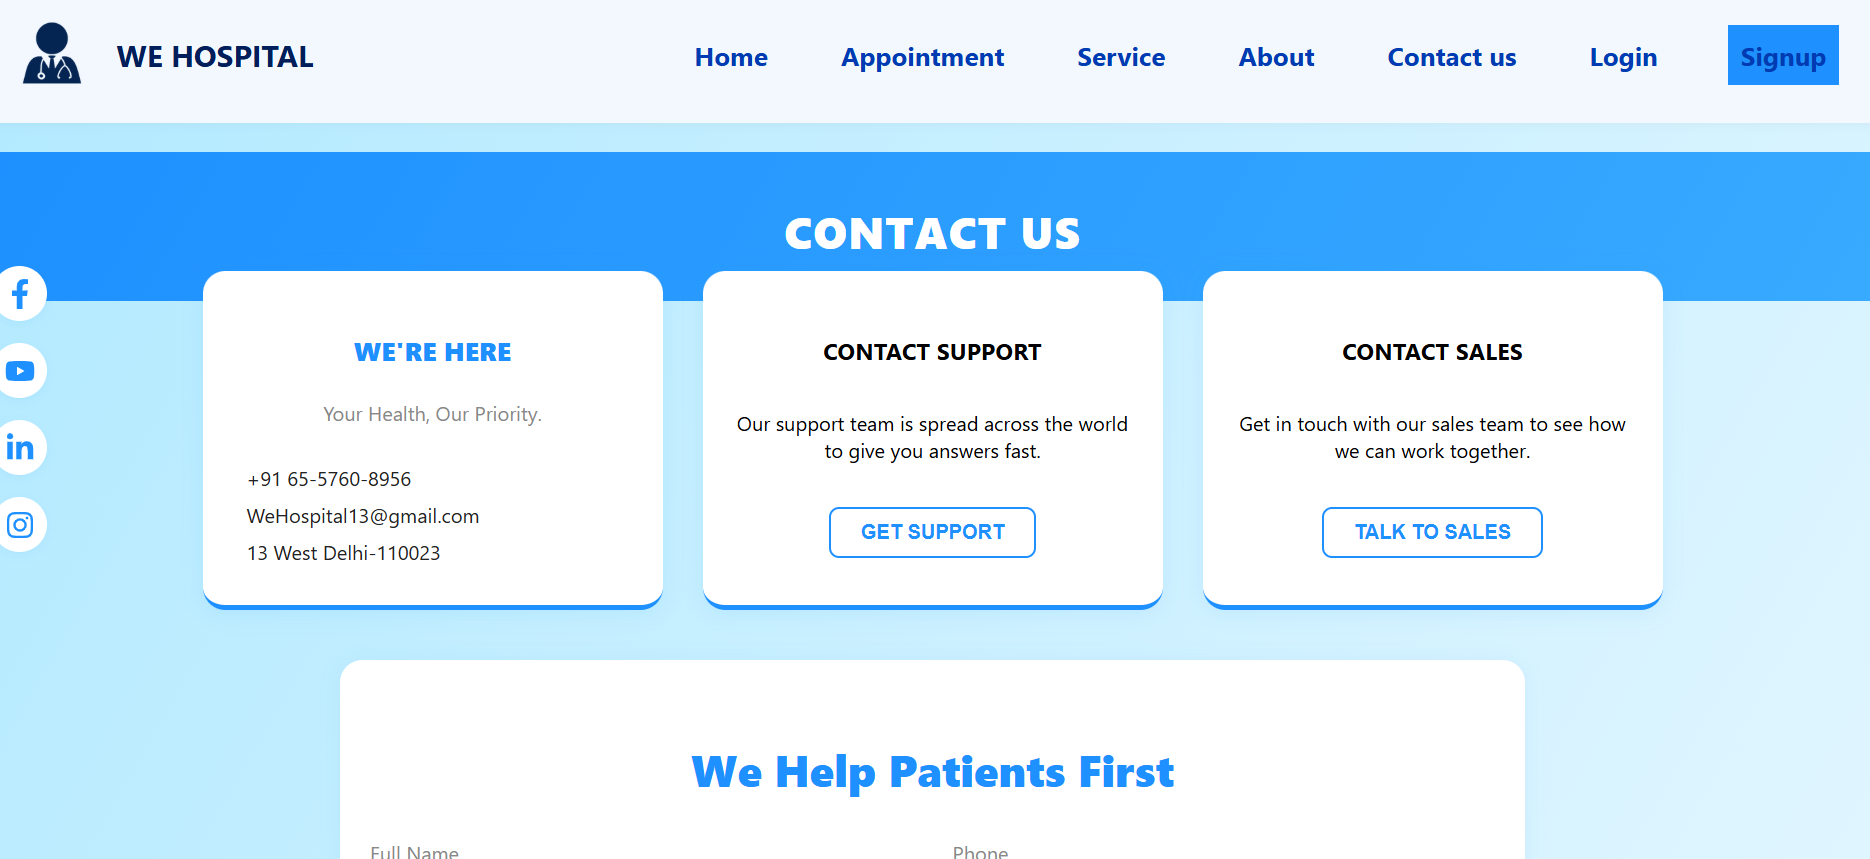 WE HOSPITAL
Home
Appointment
Service
About
Contact us
Login
Signup
CONTACT US
WE'RE HERE
Your Health, Our Priority.
+91 65-5760-8956
WeHospital13@gmail.com
13 West Delhi-110023
CONTACT SUPPORT
Our support team is spread across the world
to give you answers fast.
GET SUPPORT
CONTACT SALES
Get in touch with our sales team to see how
we can work together.
TALK TO SALES
We Help Patients First
Full Name
Phone